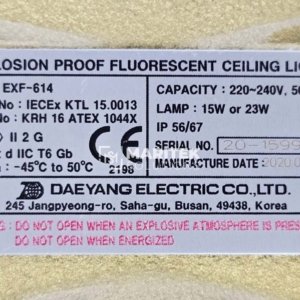 LOSION PROOF FLUORESCENT CEILING LI
EXF-614
CAPACITY : 220~240V, 50
No : IECEx KTL 15.0013
LAMP : 15W or 23W
No : KRH 16 ATEX 1044X
IP 56/67
II 2 G
SERIAL NO. 20-1599
d IIC T6 Gb
: -45°C to 50°C
2198
DAEYANG ELECTRIC CO., LTD.
245 Jangpyeong-ro, Saha-gu, Busan, 49438, Korea
: DO NOT OPEN WHEN AN EXPLOSIVE ATMOSPHERE IS PRES
DO NOT OPEN WHEN ENERGIZED